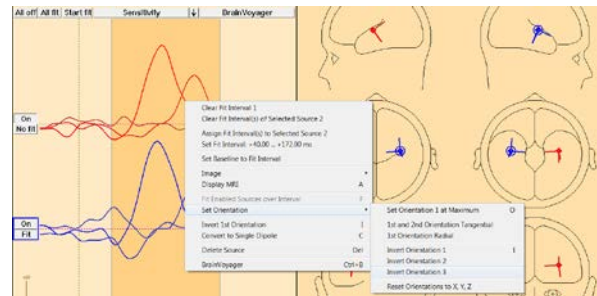 All off All fit Start fit Sensitivity ↓ BrainVoyager
On
No fit
On
Fit
Clear Fit Interval 1
Clear Fit Interval(s) of Selected Source 2
Assign Fit Interval(s) to Selected Source 2
Set Fit Interval: -40.00 .. +172.00 ms
Set Baseline to Fit Interval
Image
Display MRI A
Fit Enabled Sources over Interval F
Set Orientation
Invert 1st Orientation I
Convert to Single Dipole C
Delete Source Del
BrainVoyager Ctrl-B
Set Orientation 1 at Maximum O
1st and 2nd Orientation Tangential
1st Orientation Radial
Invert Orientation 1 I
Invert Orientation 2
Invert Orientation 3
Reset Orientations to X, Y, Z